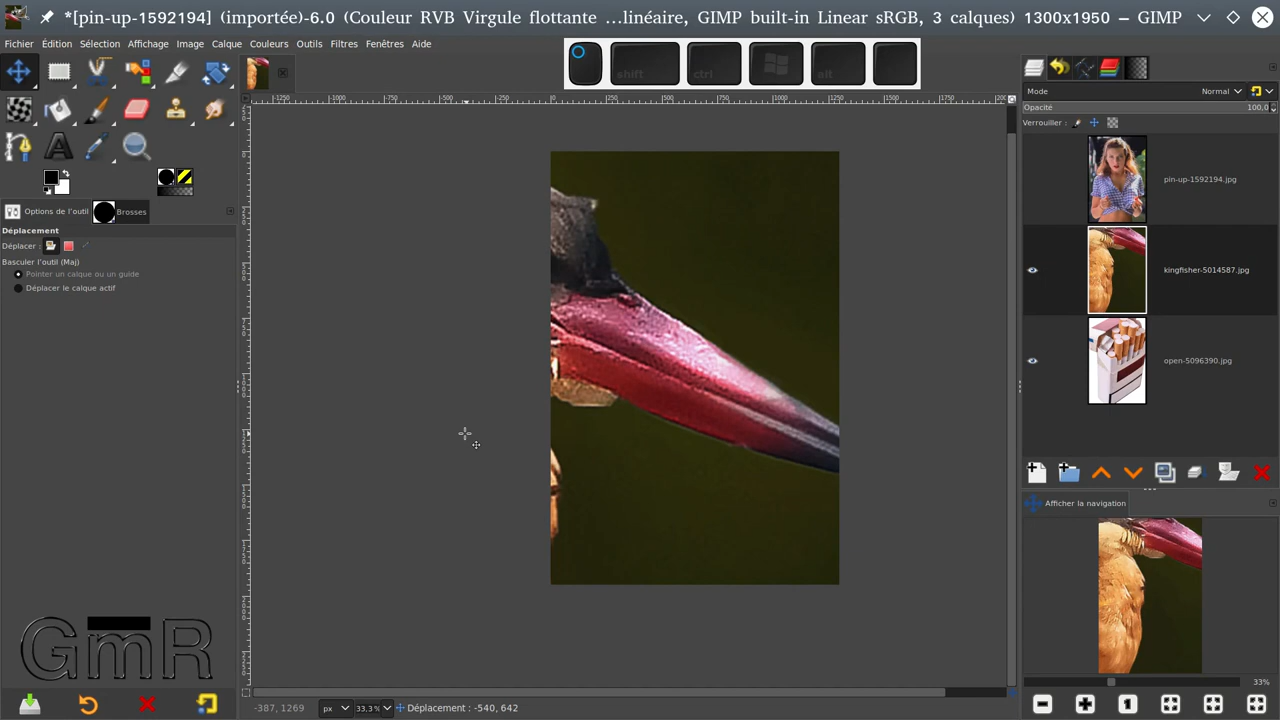 *[pin-up-1592194] (importée)-6.0 (Couleur RVB Virgule flottante …linéaire, GIMP built-in Linear sRGB, 3 calques) 1300x1950 – GIMP
Fichier Édition Sélection Affichage Image Calque Couleurs Outils Filtres Fenêtres Aide
shift ctrl alt
Mode Normal
Opacité 100,0
Verrouiller :
pin-up-1592194.jpg
kingfisher-5014587.jpg
open-5096390.jpg
Options de l'outil Brosses
Déplacement
Déplacer :
Basculer l'outil (Maj)
Pointer un calque ou un guide
Déplacer le calque actif
Afficher la navigation
33%
GmR
-387, 1269 px 33,3% Déplacement : -540, 642